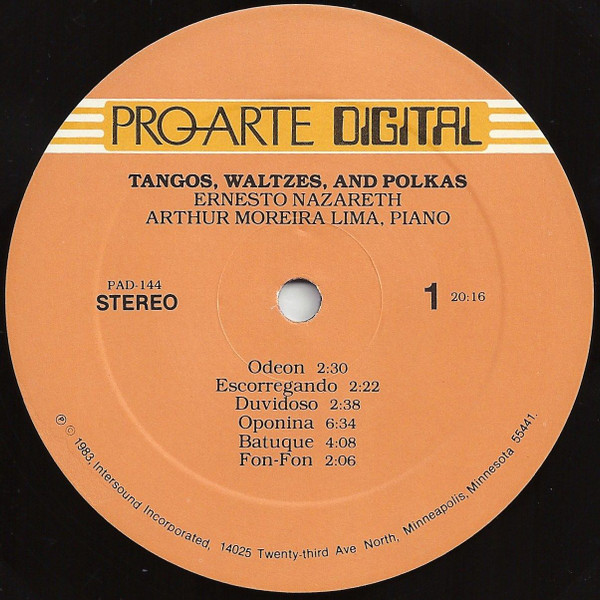 PRO-ARTE DIGITAL
TANGOS, WALTZES, AND POLKAS
ERNESTO NAZARETH
ARTHUR MOREIRA LIMA, PIANO
PAD-144
STEREO
1 20:16
Odeon 2:30
Escorregando 2:22
Duvidoso 2:38
Oponina 6:34
Batuque 4:08
Fon-Fon 2:06
℗ © 1983, Intersound Incorporated, 14025 Twenty-third Ave North, Minneapolis, Minnesota 55441.